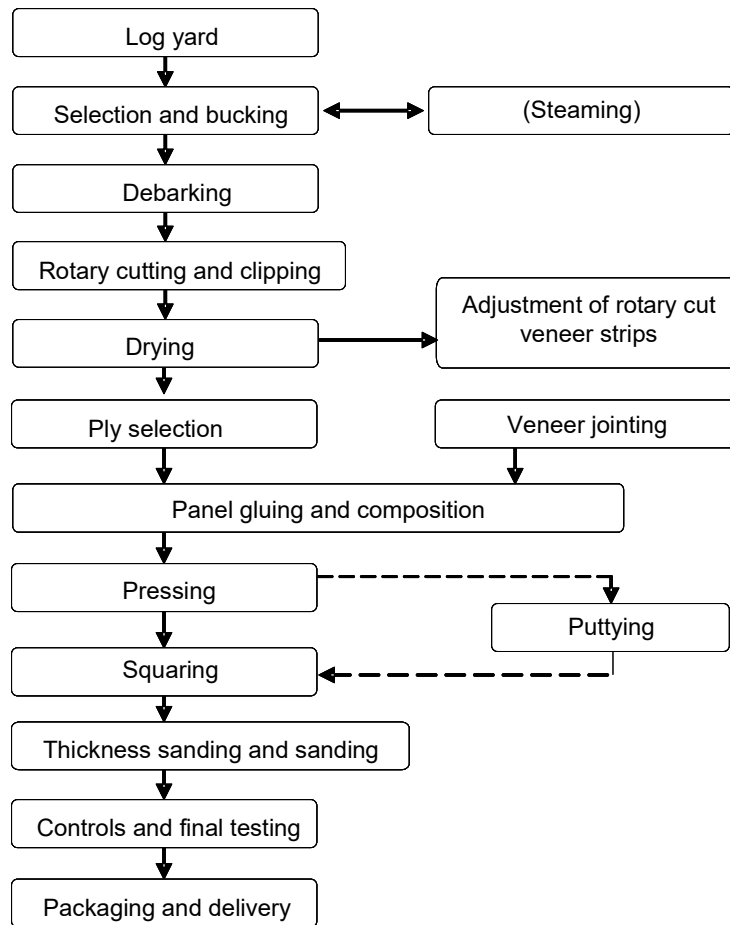 Log yard
Selection and bucking
(Steaming)
Debarking
Rotary cutting and clipping
Adjustment of rotary cut
veneer strips
Drying
Ply selection
Veneer jointing
Panel gluing and composition
Pressing
Puttying
Squaring
Thickness sanding and sanding
Controls and final testing
Packaging and delivery